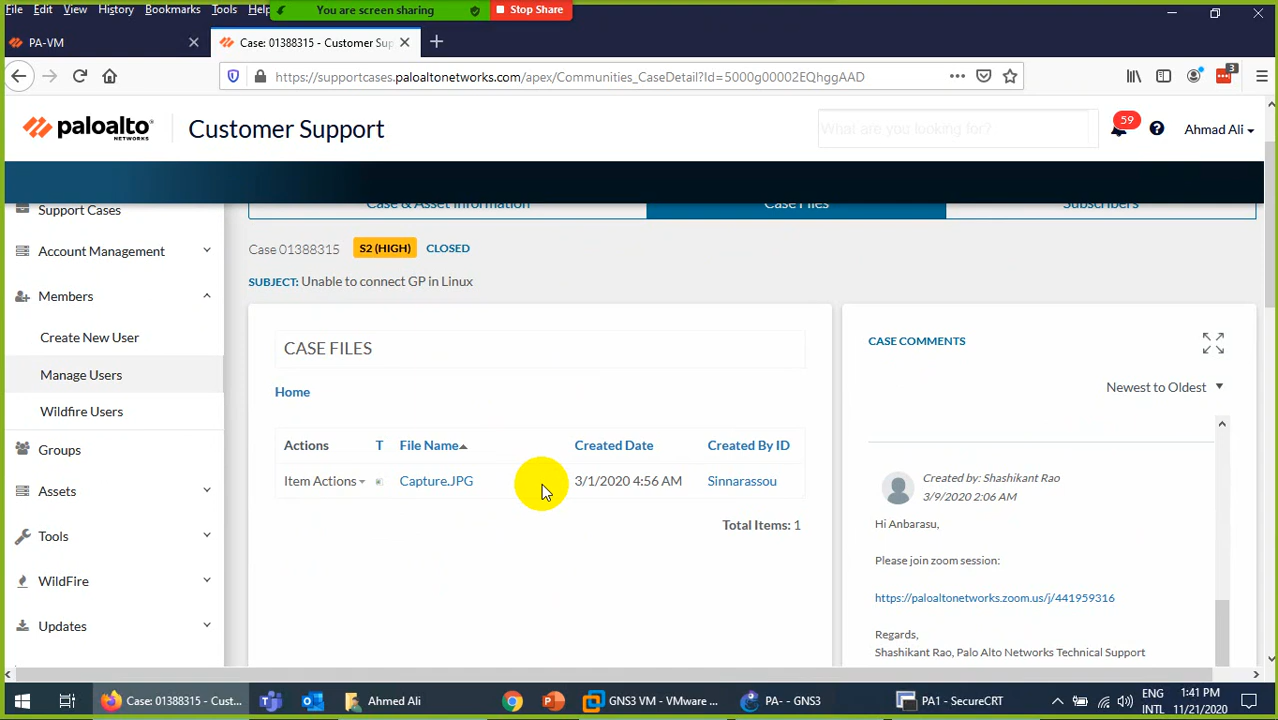 File Edit View History Bookmarks Tools Help
You are screen sharing
Stop Share
PA-VM
Case: 01388315 - Customer Sup
https://supportcases.paloaltonetworks.com/apex/Communities_CaseDetail?Id=5000g00002EQhggAAD
3
paloalto
NETWORKS
Customer Support
What are you looking for?
59
Ahmad Ali
Support Cases
Account Management
Members
Create New User
Manage Users
Wildfire Users
Groups
Assets
Tools
WildFire
Updates
Case & Asset Information
Case Files
Subscribers
Case 01388315 S2 (HIGH) CLOSED
SUBJECT: Unable to connect GP in Linux
CASE FILES
Home
Actions T File Name Created Date Created By ID
Item Actions Capture.JPG 3/1/2020 4:56 AM Sinnarassou
Total Items: 1
CASE COMMENTS
Newest to Oldest
Created by: Shashikant Rao
3/9/2020 2:06 AM
Hi Anbarasu,
Please join zoom session:
https://paloaltonetworks.zoom.us/j/441959316
Regards,
Shashikant Rao, Palo Alto Networks Technical Support
Case: 01388315 - Cust...
Ahmed Ali
GNS3 VM - VMware ...
PA-- - GNS3
PA1 - SecureCRT
ENG
INTL
1:41 PM
11/21/2020